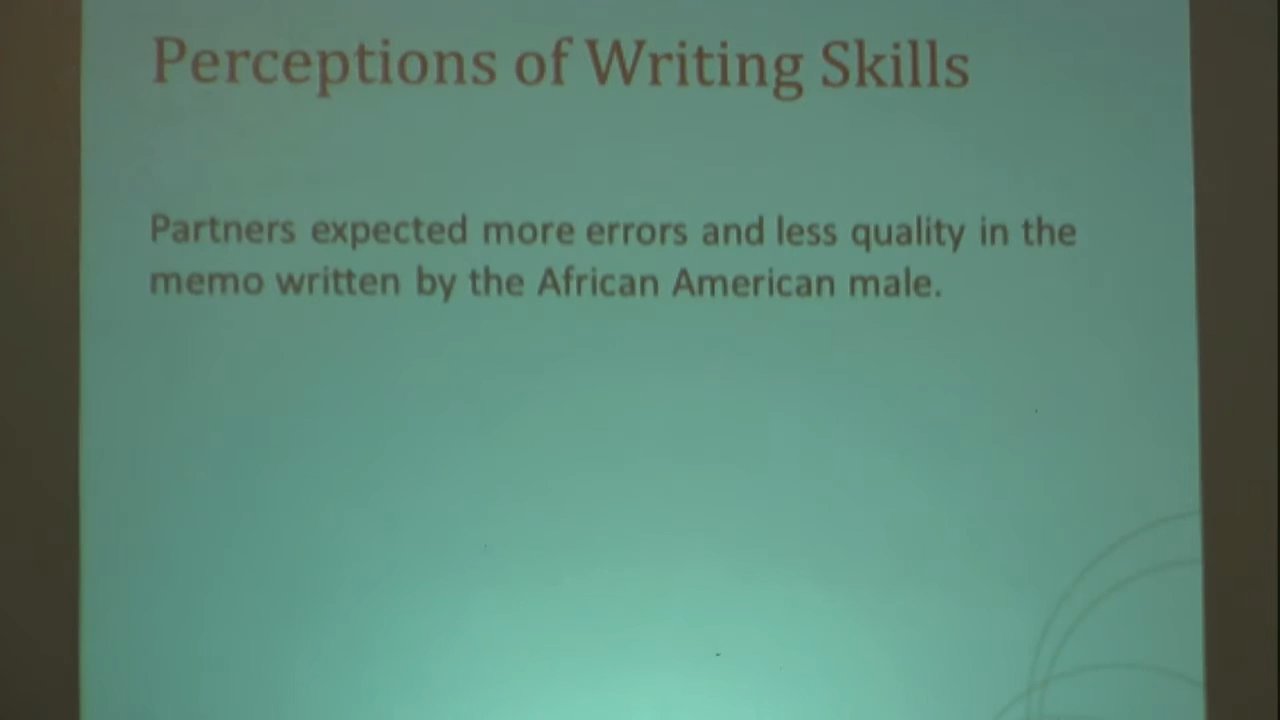 Perceptions of Writing Skills
Partners expected more errors and less quality in the
memo written by the African American male.